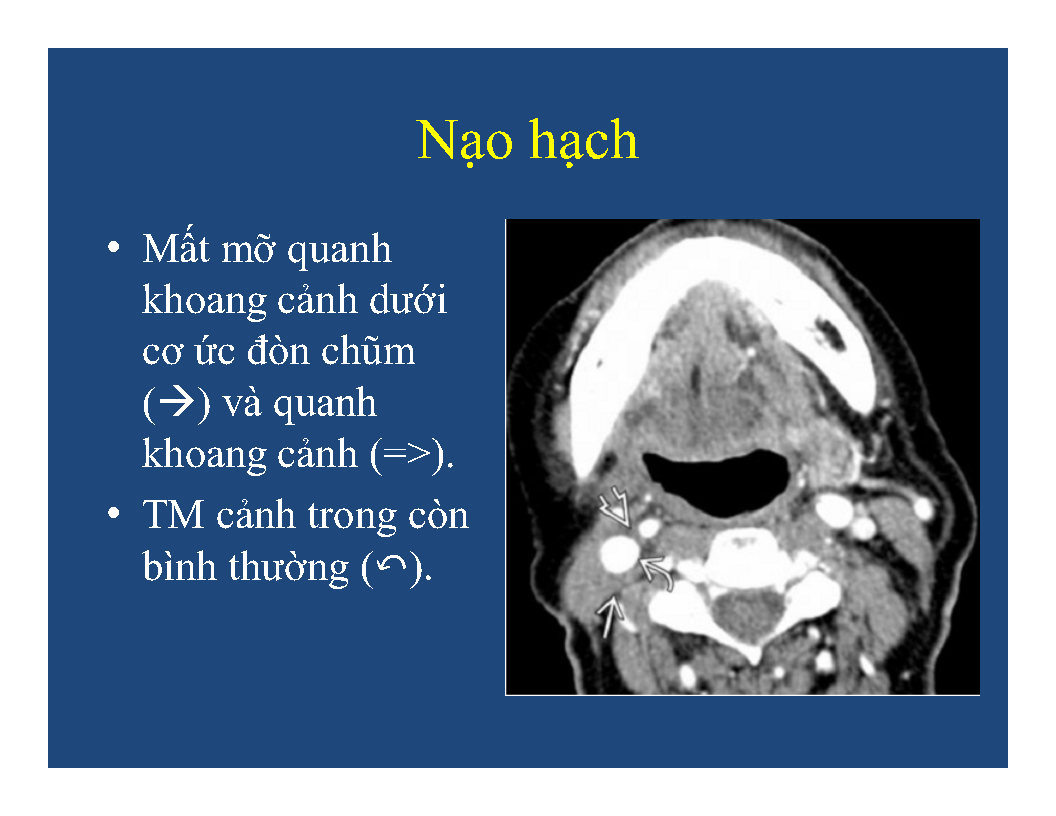 Nạo hạch
• Mất mỡ quanh
khoang cảnh dưới
cơ ức đòn chũm
(→) và quanh
khoang cảnh (=>).
• TM cảnh trong còn
bình thường (↶).